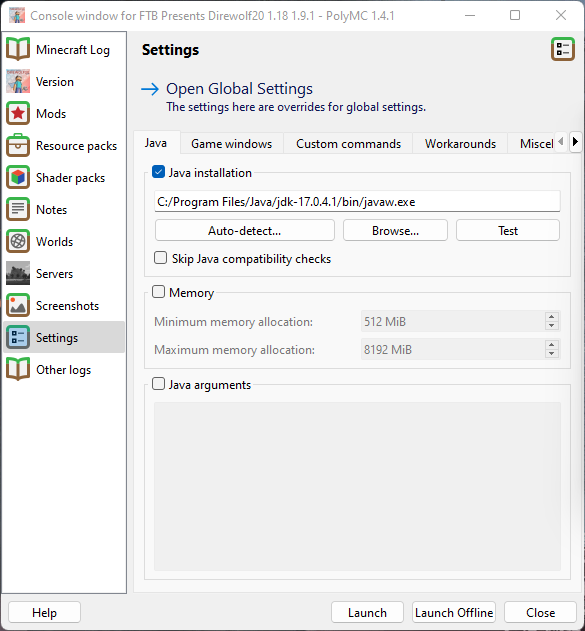 Console window for FTB Presents Direwolf20 1.18 1.9.1 - PolyMC 1.4.1
Minecraft Log
Version
Mods
Resource packs
Shader packs
Notes
Worlds
Servers
Screenshots
Settings
Other logs
Settings
Open Global Settings
The settings here are overrides for global settings.
Java Game windows Custom commands Workarounds Miscel
Java installation
C:/Program Files/Java/jdk-17.0.4.1/bin/javaw.exe
Auto-detect... Browse... Test
Skip Java compatibility checks
Memory
Minimum memory allocation: 512 MiB
Maximum memory allocation: 8192 MiB
Java arguments
Help Launch Launch Offline Close